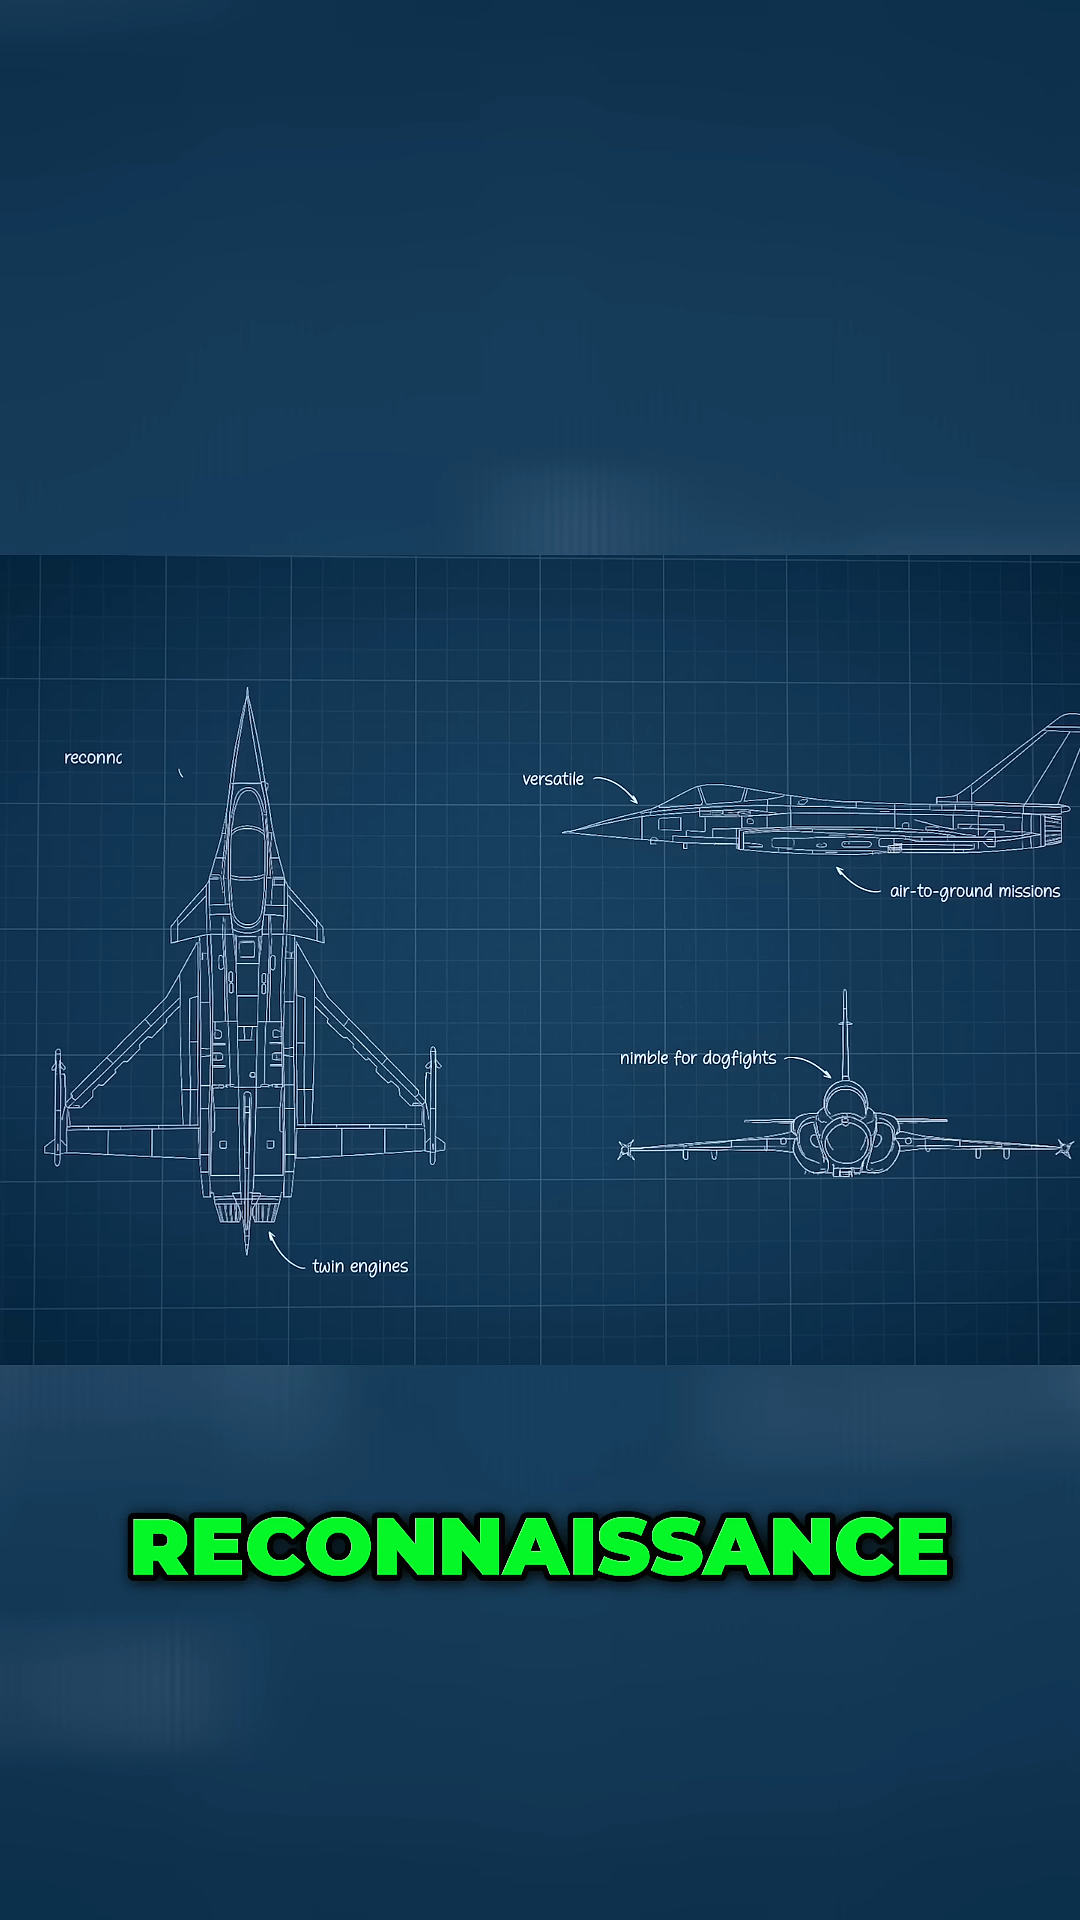 reconnc
versatile
air-to-ground missions
nimble for dogfights
twin engines
RECONNAISSANCE